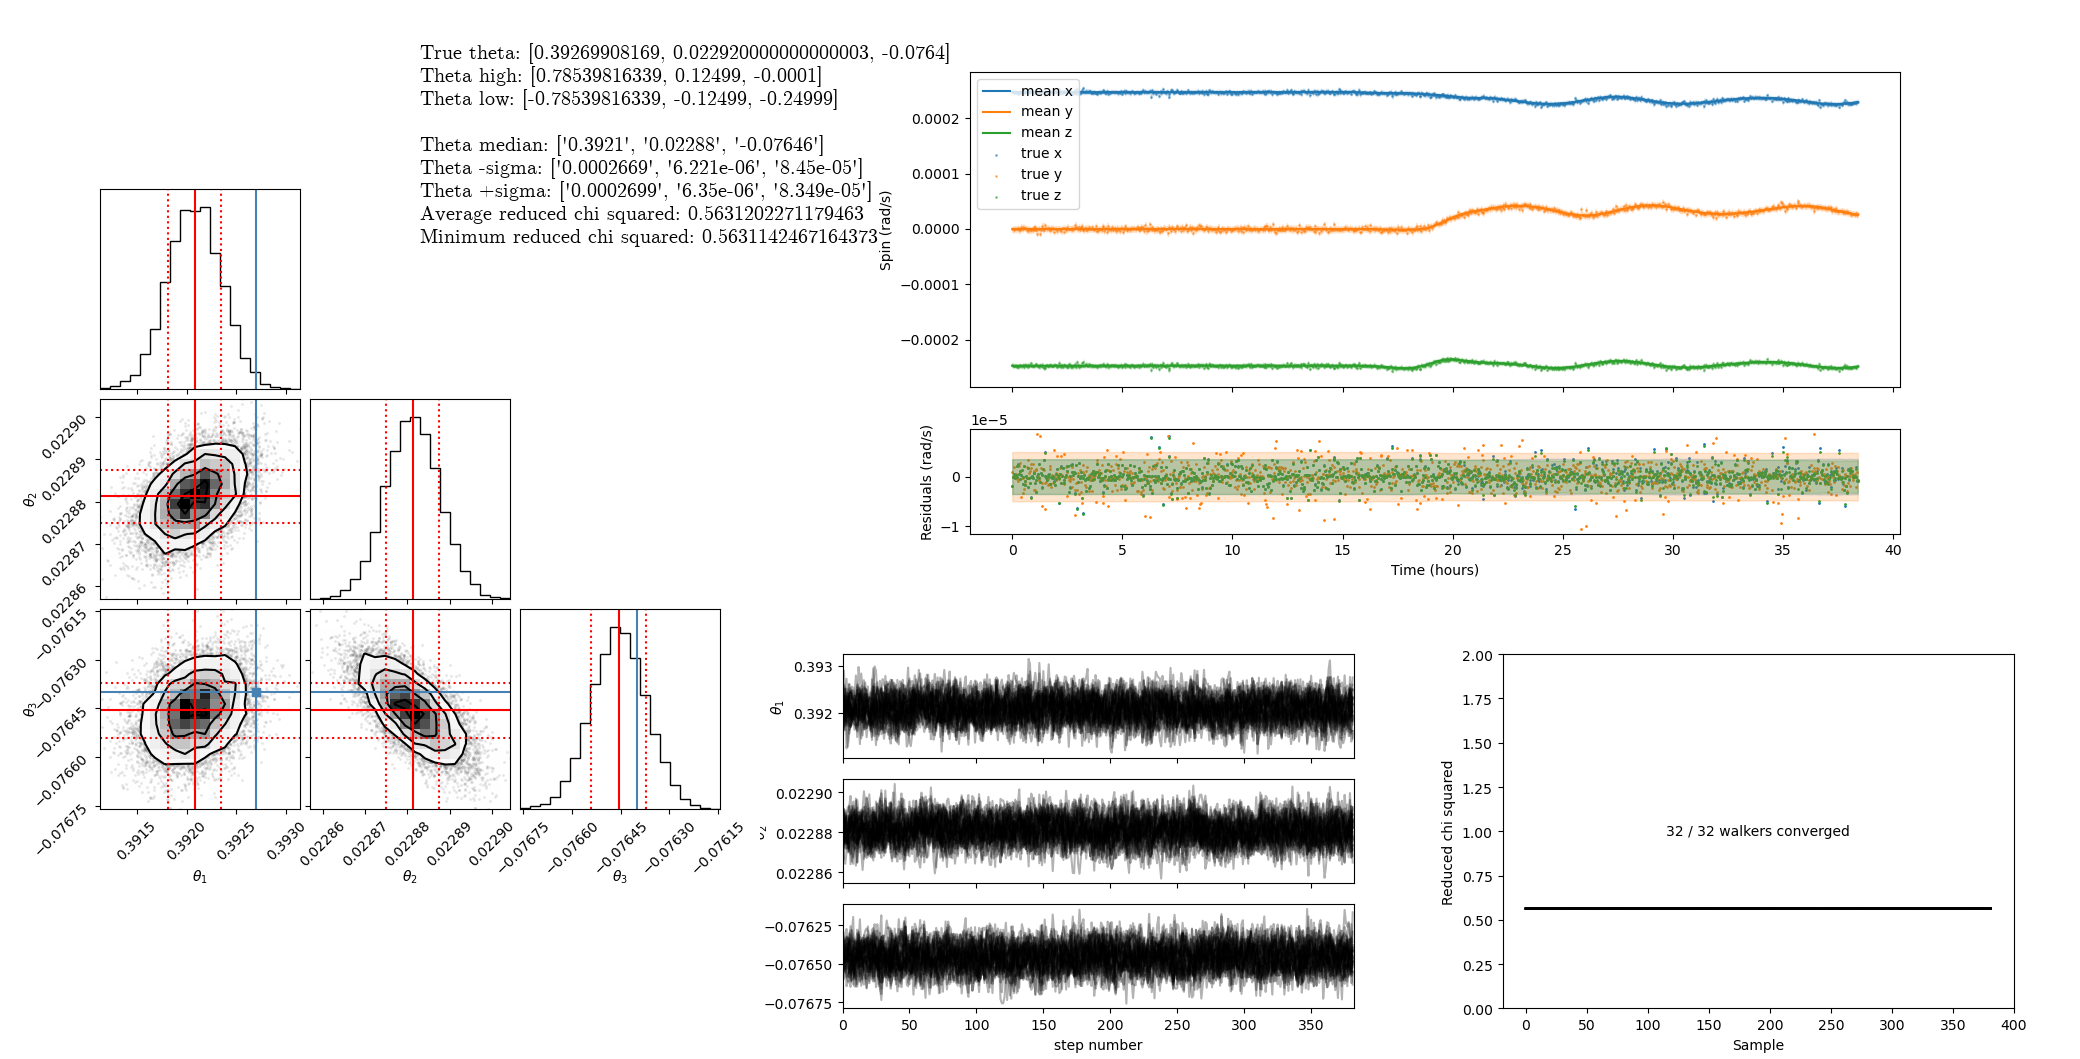 True theta: [0.39269908169, 0.022920000000000003, -0.0764]
Theta high: [0.78539816339, 0.12499, -0.0001]
Theta low: [-0.78539816339, -0.12499, -0.24999]
Theta median: ['0.3921', '0.02288', '-0.07646']
Theta -sigma: ['0.0002669', '6.221e-06', '8.45e-05']
Theta +sigma: ['0.0002699', '6.35e-06', '8.349e-05']
Average reduced chi squared: 0.5631202271179463
Minimum reduced chi squared: 0.5631142467164373
mean x
mean y
mean z
true x
true y
true z
Spin (rad/s)
0.0002
0.0001
0.0000
−0.0001
−0.0002
1e−5
Residuals (rad/s)
0
−1
0 5 10 15 20 25 30 35 40
Time (hours)
θ2
0.02290
0.02289
0.02288
0.02287
0.02286
θ3
−0.07615
−0.07630
−0.07645
−0.07660
−0.07675
0.3915 0.3920 0.3925 0.3930
θ1
0.02286 0.02287 0.02288 0.02289 0.02290
θ2
−0.07675 −0.07660 −0.07645 −0.07630 −0.07615
θ3
θ1
0.393
0.392
0.02290
0.02288
0.02286
−0.07625
−0.07650
−0.07675
0 50 100 150 200 250 300 350
step number
Reduced chi squared
2.00
1.75
1.50
1.25
1.00
0.75
0.50
0.25
0.00
32 / 32 walkers converged
0 50 100 150 200 250 300 350 400
Sample